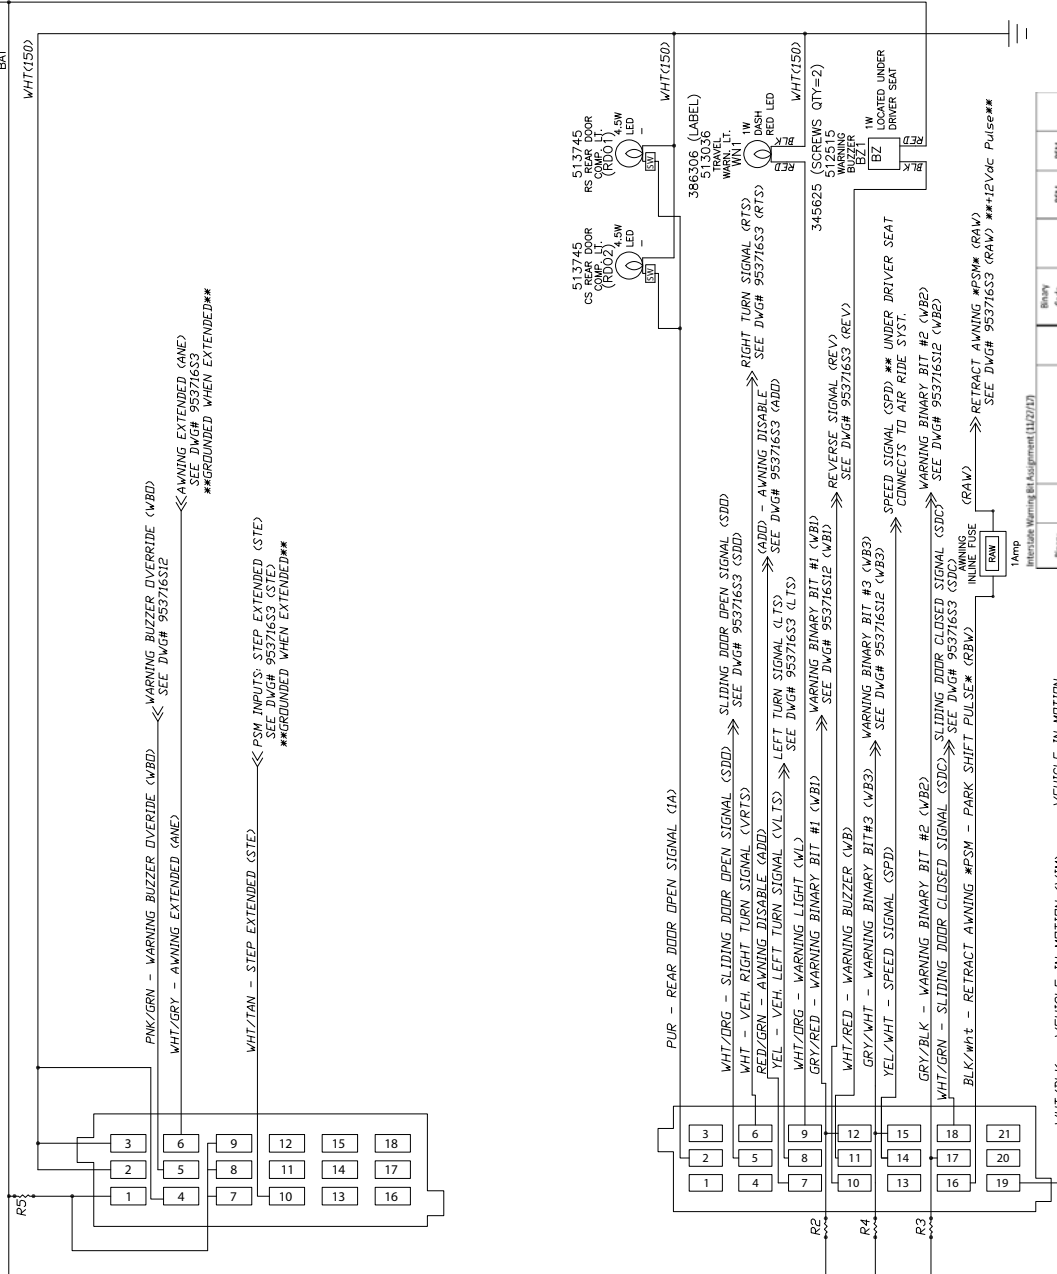 BAT
WHT(150)
WHT(150)
WHT(150)
513745
RS REAR DOOR
COMP. LT.
(RD01)
4.5W
LED
SW
513745
CS REAR DOOR
COMP. LT.
(RD02)
4.5W
LED
SW
386306 (LABEL)
513036
TRAVEL
WARN. LT.
WN1
1W
DASH
RED LED
RED
BLK
345625 (SCREWS QTY=2)
512515
WARNING
BUZZER
BZ1
BZ
1W
LOCATED UNDER
DRIVER SEAT
RED
BLK
PNK/GRN - WARNING BUZZER OVERIDE (WBO)
WARNING BUZZER OVERRIDE (WBO)
SEE DWG# 953716S12
WHT/GRY - AWNING EXTENDED (ANE)
AWNING EXTENDED (ANE)
SEE DWG# 953716S3
**GROUNDED WHEN EXTENDED**
WHT/TAN - STEP EXTENDED (STE)
PSM INPUTS: STEP EXTENDED (STE)
SEE DWG# 953716S3 (STE)
**GROUNDED WHEN EXTENDED**
PUR - REAR DOOR OPEN SIGNAL (1A)
WHT/ORG - SLIDING DOOR OPEN SIGNAL (SDO)
SLIDING DOOR OPEN SIGNAL (SDO)
SEE DWG# 953716S3 (SDO)
WHT - VEH. RIGHT TURN SIGNAL (VRTS)
RIGHT TURN SIGNAL (RTS)
SEE DWG# 953716S3 (RTS)
RED/GRN - AWNING DISABLE (ADO)
(ADO) - AWNING DISABLE
SEE DWG# 953716S3 (ADO)
YEL - VEH. LEFT TURN SIGNAL (VLTS)
LEFT TURN SIGNAL (LTS)
SEE DWG# 953716S3 (LTS)
WHT/ORG - WARNING LIGHT (WL)
GRY/RED - WARNING BINARY BIT #1 (WB1)
WARNING BINARY BIT #1 (WB1)
SEE DWG# 953716S12 (WB1)
REVERSE SIGNAL (REV)
SEE DWG# 953716S3 (REV)
WHT/RED - WARNING BUZZER (WB)
GRY/WHT - WARNING BINARY BIT#3 (WB3)
WARNING BINARY BIT #3 (WB3)
SEE DWG# 953716S12 (WB3)
YEL/WHT - SPEED SIGNAL (SPD)
SPEED SIGNAL (SPD) ** UNDER DRIVER SEAT
CONNECTS TO AIR RIDE SYST.
GRY/BLK - WARNING BINARY BIT #2 (WB2)
WARNING BINARY BIT #2 (WB2)
SEE DWG# 953716S12 (WB2)
WHT/GRN - SLIDING DOOR CLOSED SIGNAL (SDC)
SLIDING DOOR CLOSED SIGNAL (SDC)
SEE DWG# 953716S3 (SDC)
BLK/wht - RETRACT AWNING *PSM - PARK SHIFT PULSE* (RBW)
AWNING
INLINE FUSE
RAW
1Amp
(RAW)
RETRACT AWNING *PSM* (RAW)
SEE DWG# 953716S3 (RAW) **+12Vdc Pulse**
Interstate Warning Bit Assignment (11/27/17)
Binary
R5
3 6 9 12 15 18
2 5 8 11 14 17
1 4 7 10 13 16
3 6 9 12 15 18 21
2 5 8 11 14 17 20
1 4 7 10 13 16 19
R2
R4
R3